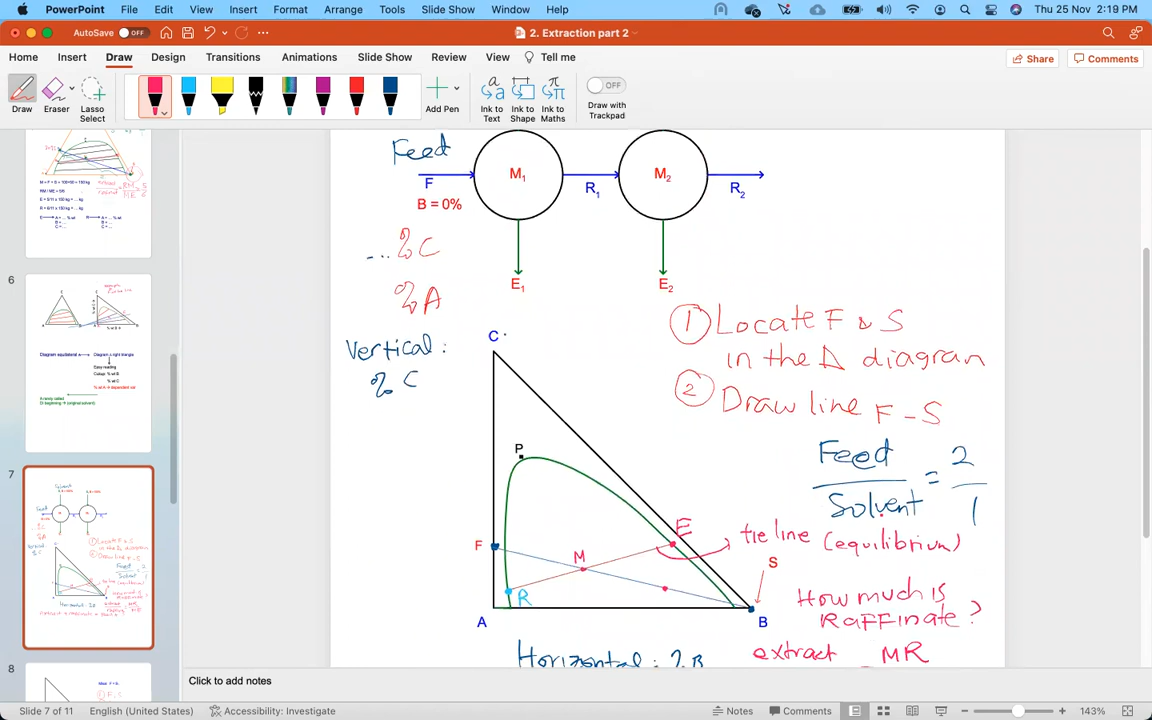 PowerPoint File Edit View Insert Format Arrange Tools Slide Show Window Help
Thu 25 Nov 2:19 PM
AutoSave OFF
2. Extraction part 2
Home Insert Draw Design Transitions Animations Slide Show Review View Tell me
Share Comments
Draw Eraser Lasso Select
Add Pen
Ink to Text
Ink to Shape
Ink to Maths
OFF
Draw with Trackpad
6
7
8
Feed
F
B = 0%
M1
R1
M2
R2
... % C
% A
E1
E2
Vertical :
% C
C
① Locate F & S
in the Δ diagram
② Draw line F - S
P
Feed
Solvent
= 2
1
F
M
E
R
tie line
(equilibrium)
S
A
B
How much is
Raffinate ?
Horizontal : % B
extract
MR
Click to add notes
Slide 7 of 11
English (United States)
Accessibility: Investigate
Notes Comments
143%